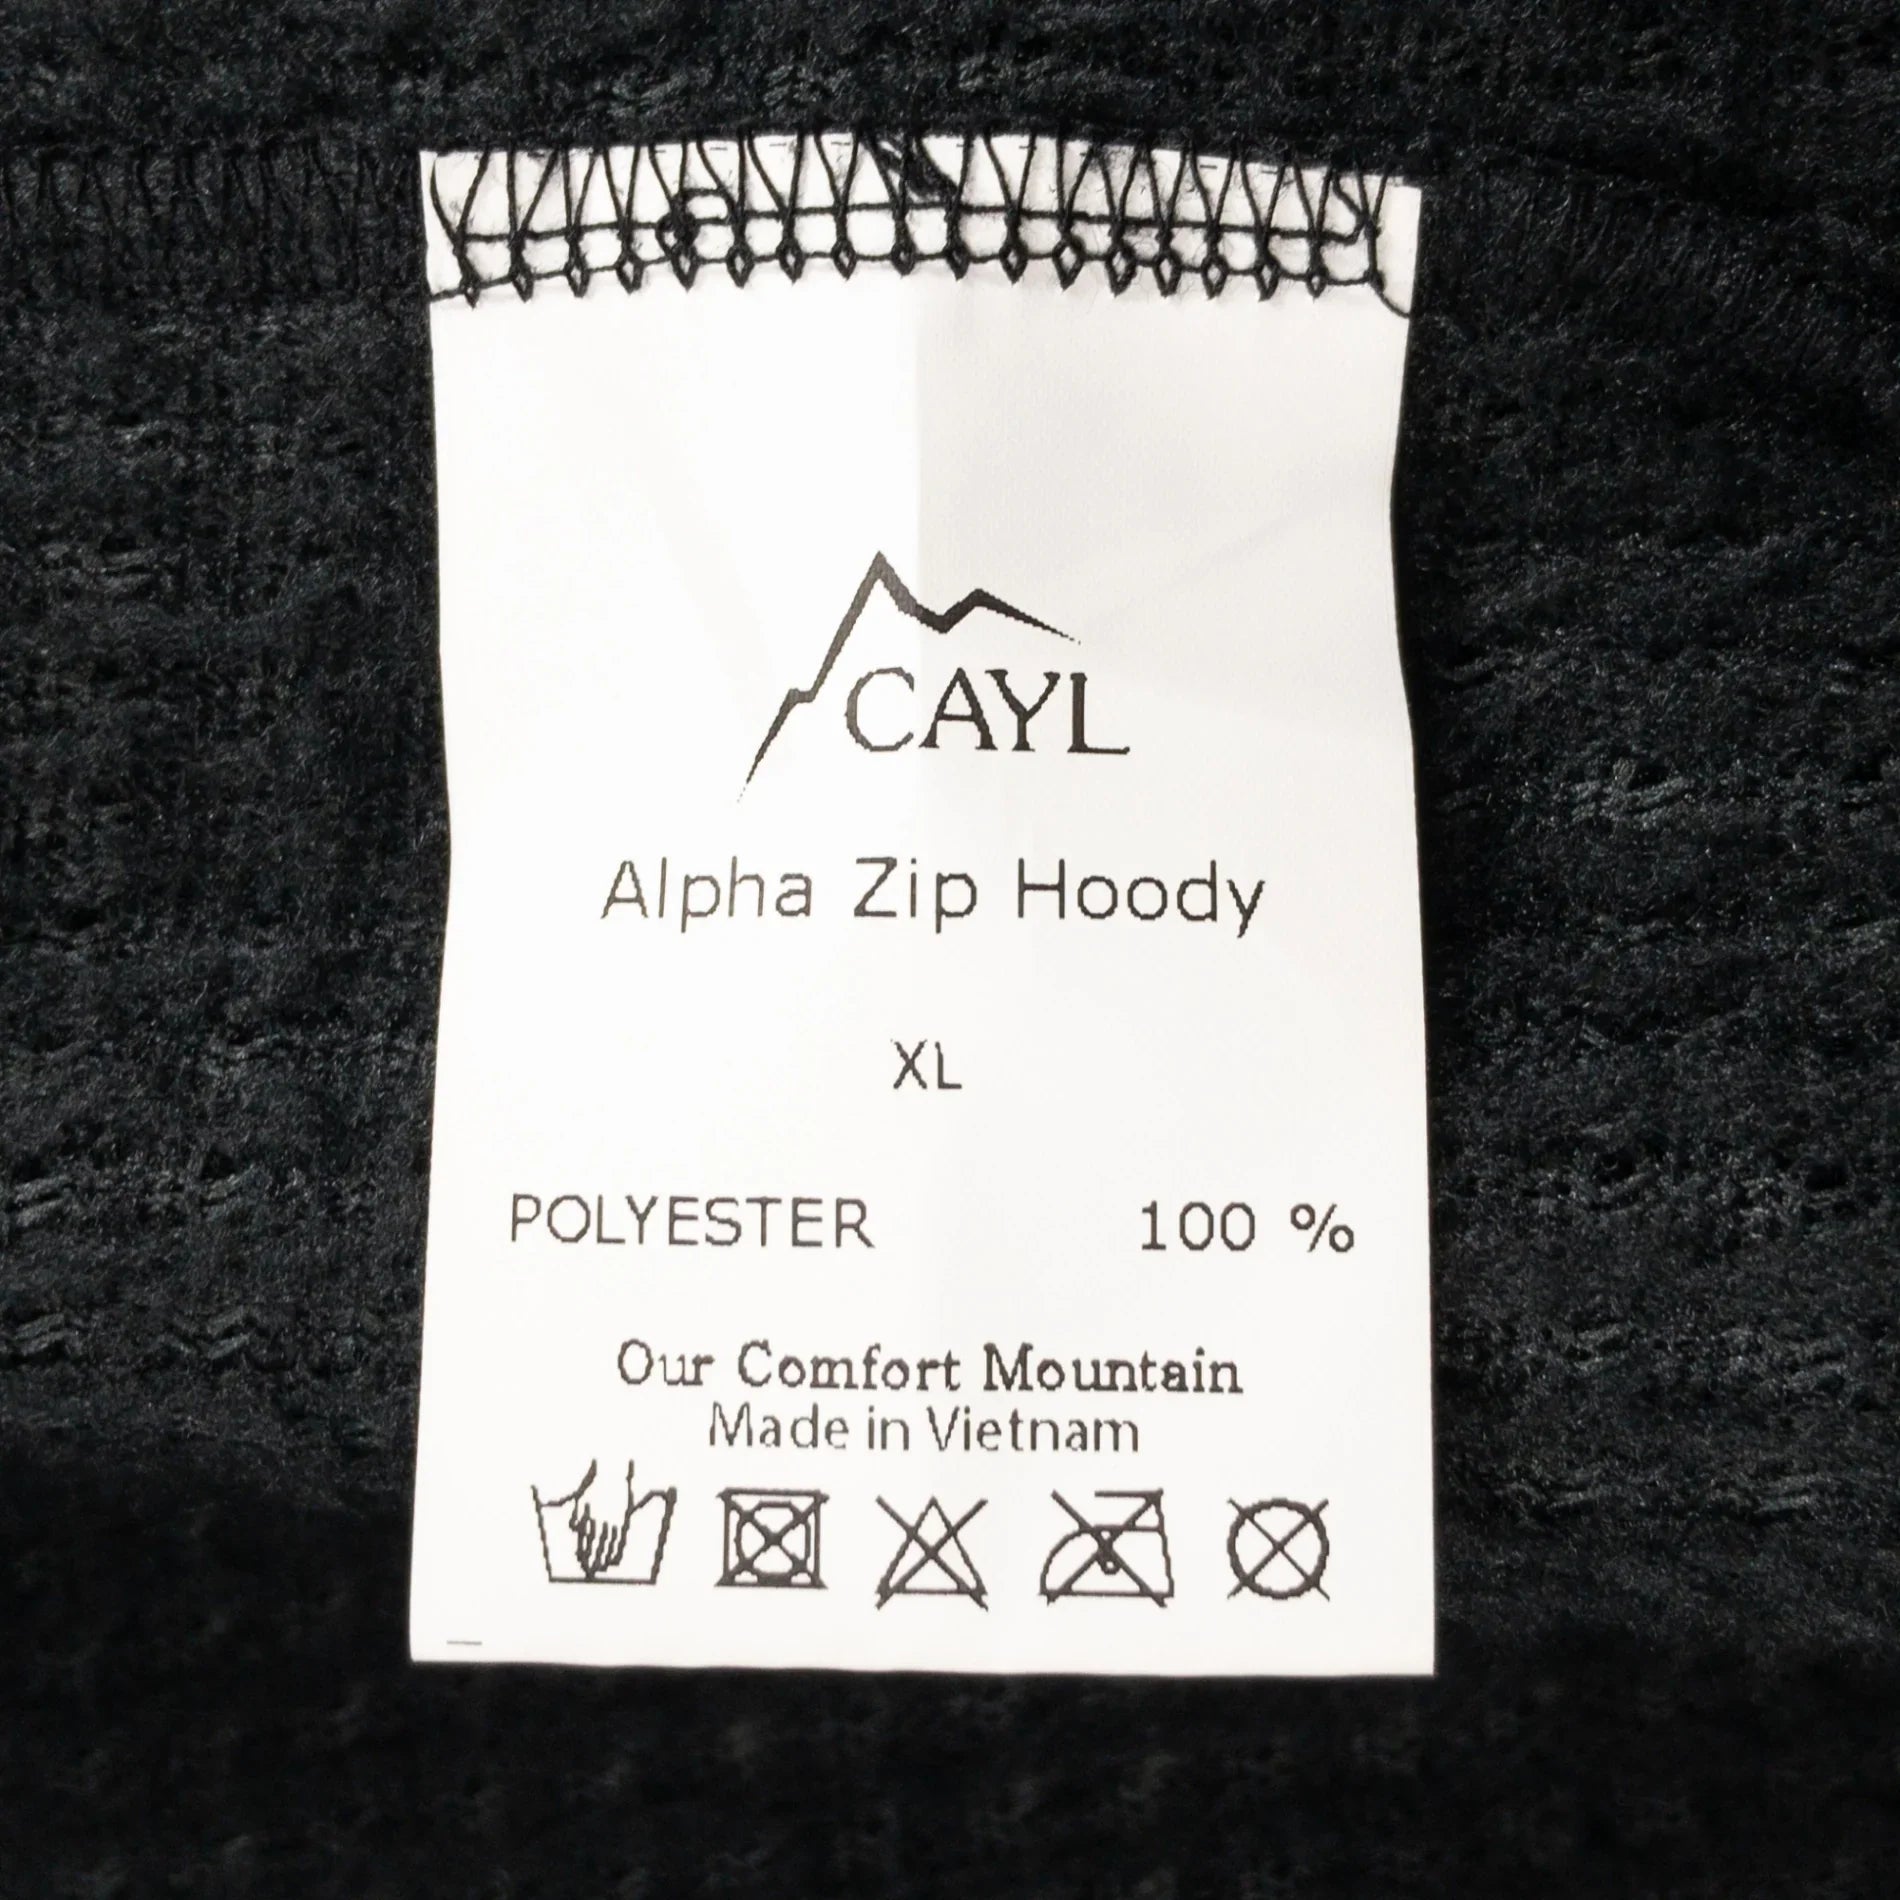 CAYL
Alpha Zip Hoody
XL
POLYESTER 100 %
Our Comfort Mountain
Made in Vietnam